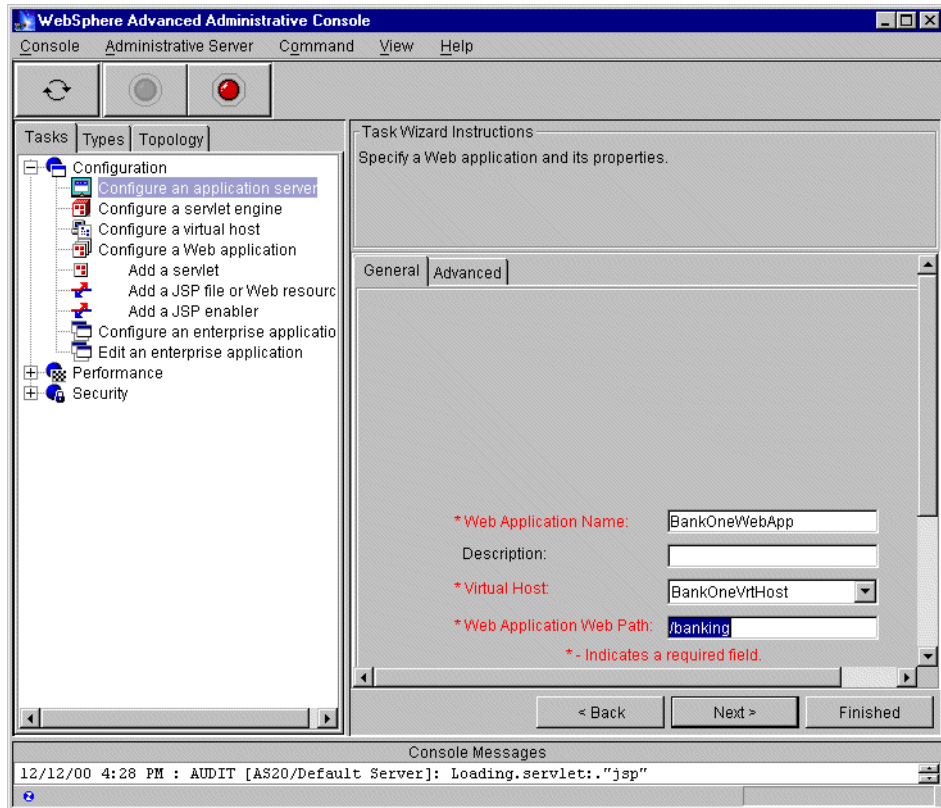 WebSphere Advanced Administrative Console
Console Administrative Server Command View Help
Tasks Types Topology
Configuration
Configure an application server
Configure a servlet engine
Configure a virtual host
Configure a Web application
Add a servlet
Add a JSP file or Web resourc
Add a JSP enabler
Configure an enterprise applicatio
Edit an enterprise application
Performance
Security
Task Wizard Instructions
Specify a Web application and its properties.
General Advanced
* Web Application Name: BankOneWebApp
Description:
* Virtual Host: BankOneVrtHost
* Web Application Web Path: /banking
* - Indicates a required field.
< Back Next > Finished
Console Messages
12/12/00 4:28 PM : AUDIT [AS20/Default Server]: Loading.servlet:."jsp"